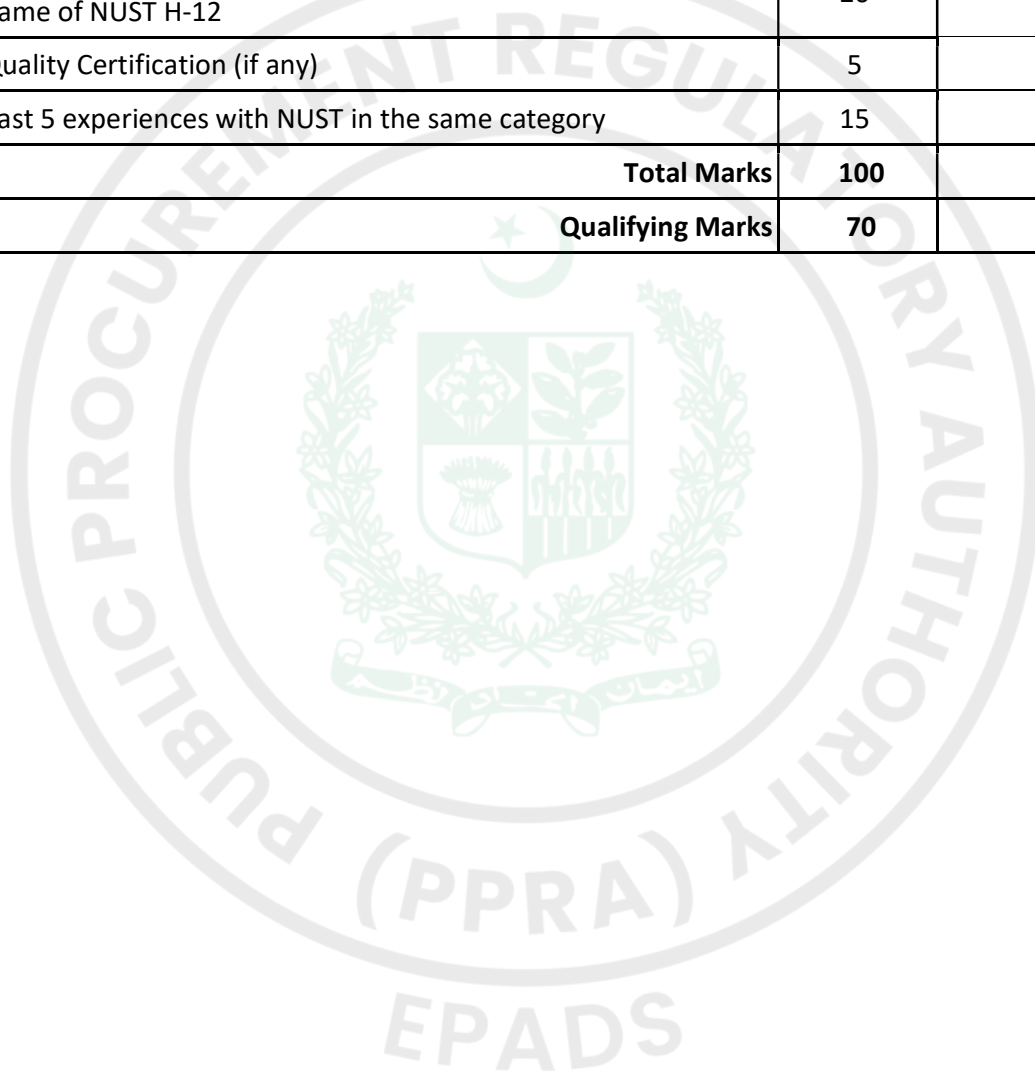 ame of NUST H-12
Quality Certification (if any) 5
ast 5 experiences with NUST in the same category 15
Total Marks 100
Qualifying Marks 70
PUBLIC PROCUREMENT REGULATORY AUTHORITY
(PPRA)
EPADS